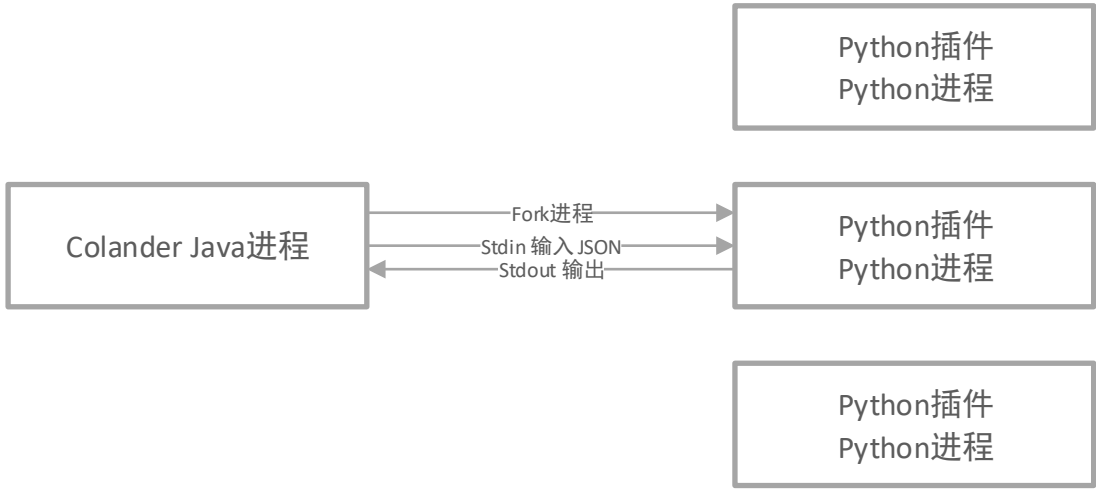 Python插件
Python进程
Colander Java进程
Fork进程
Stdin 输入 JSON
Stdout 输出
Python插件
Python进程
Python插件
Python进程